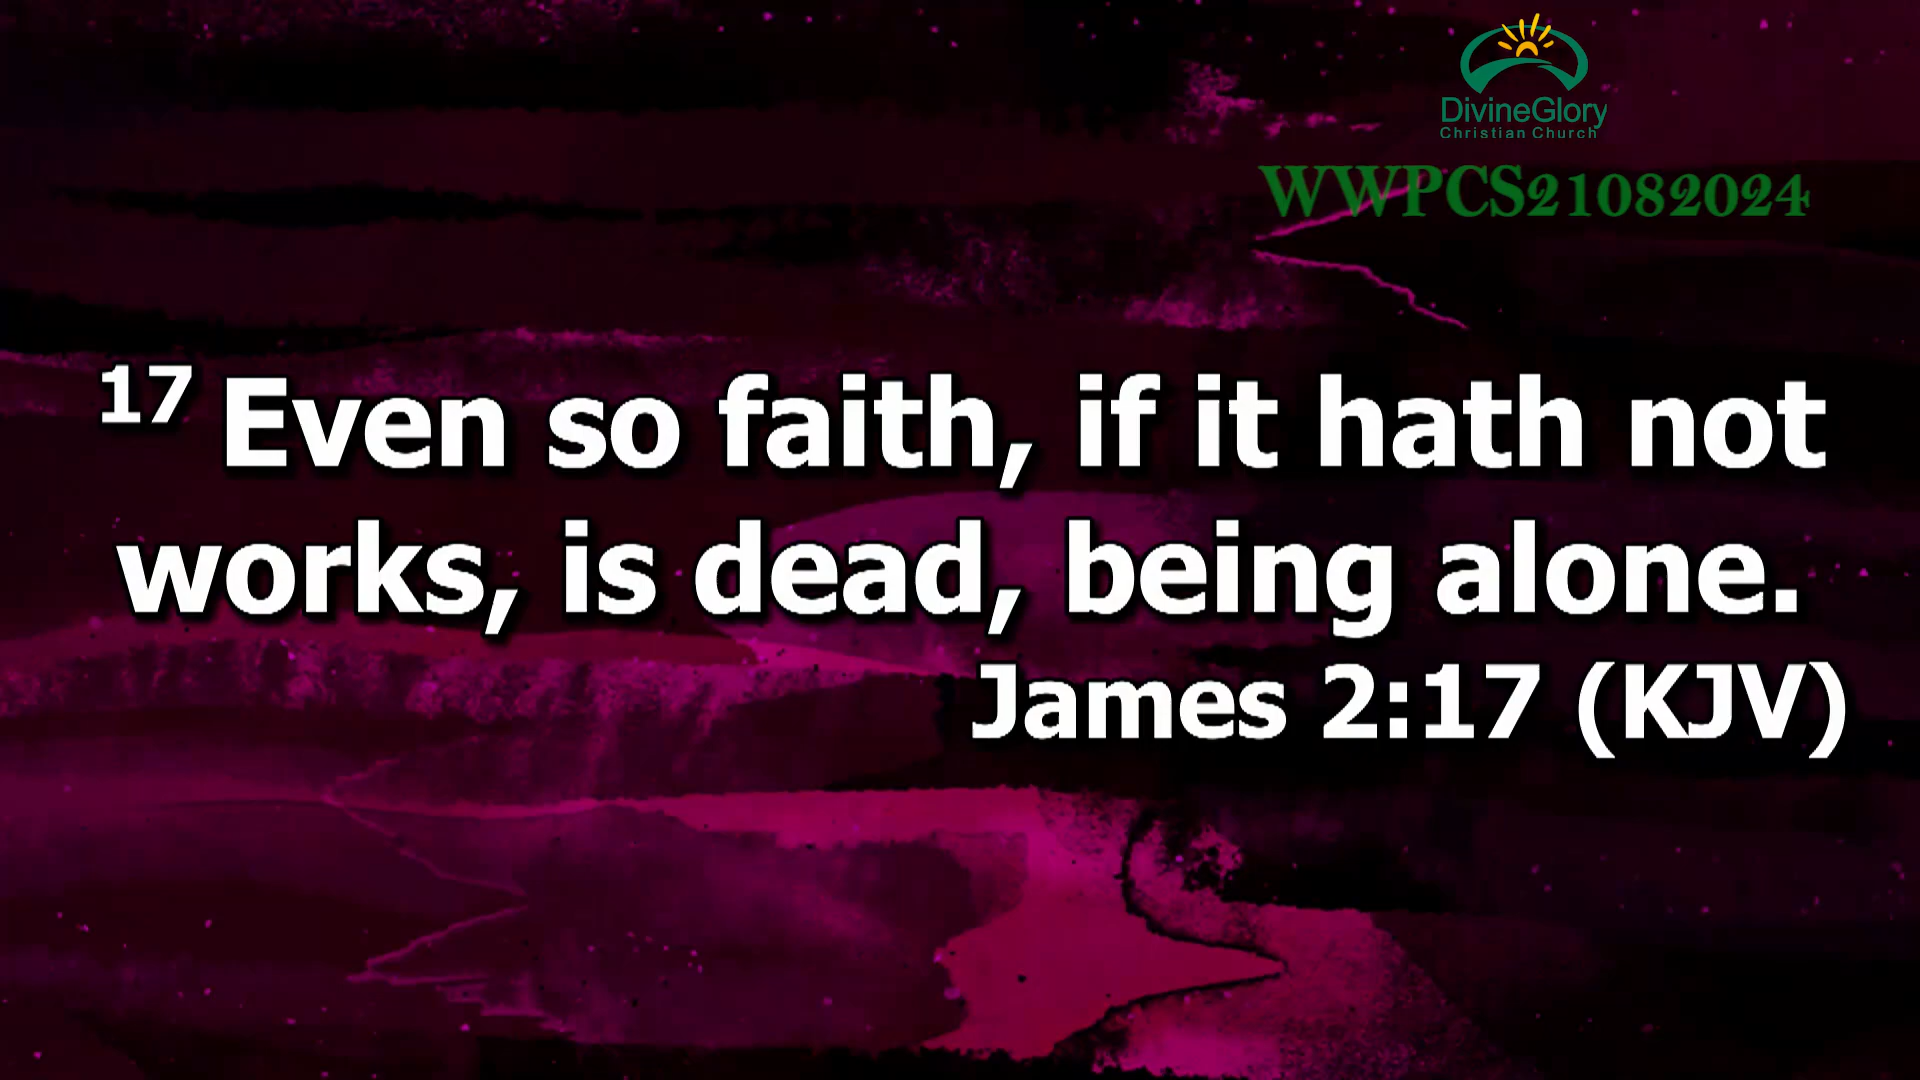 DivineGlory
Christian Church
WWPCS21082024
17 Even so faith, if it hath not
works, is dead, being alone.
James 2:17 (KJV)